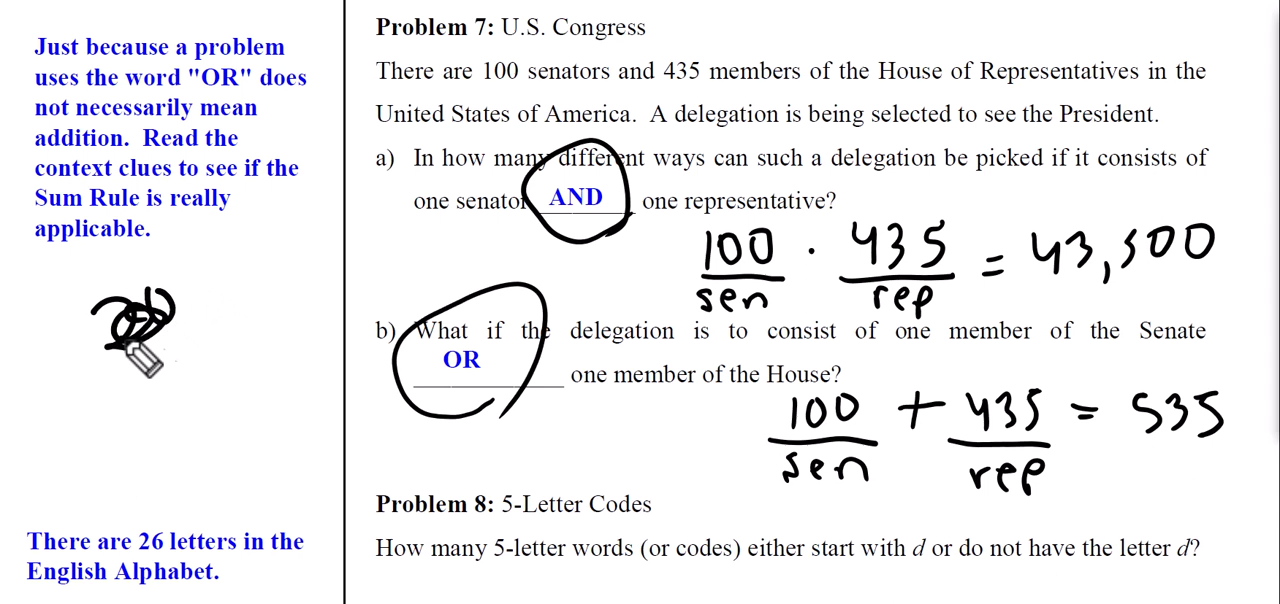 Just because a problem
uses the word "OR" does
not necessarily mean
addition. Read the
context clues to see if the
Sum Rule is really
applicable.
There are 26 letters in the
English Alphabet.
Problem 7: U.S. Congress
There are 100 senators and 435 members of the House of Representatives in the
United States of America. A delegation is being selected to see the President.
a) In how many different ways can such a delegation be picked if it consists of
one senator AND one representative?
100 · 435 = 43,500
sen rep
b) What if the delegation is to consist of one member of the Senate
OR one member of the House?
100 + 435 = 535
sen rep
Problem 8: 5-Letter Codes
How many 5-letter words (or codes) either start with d or do not have the letter d?